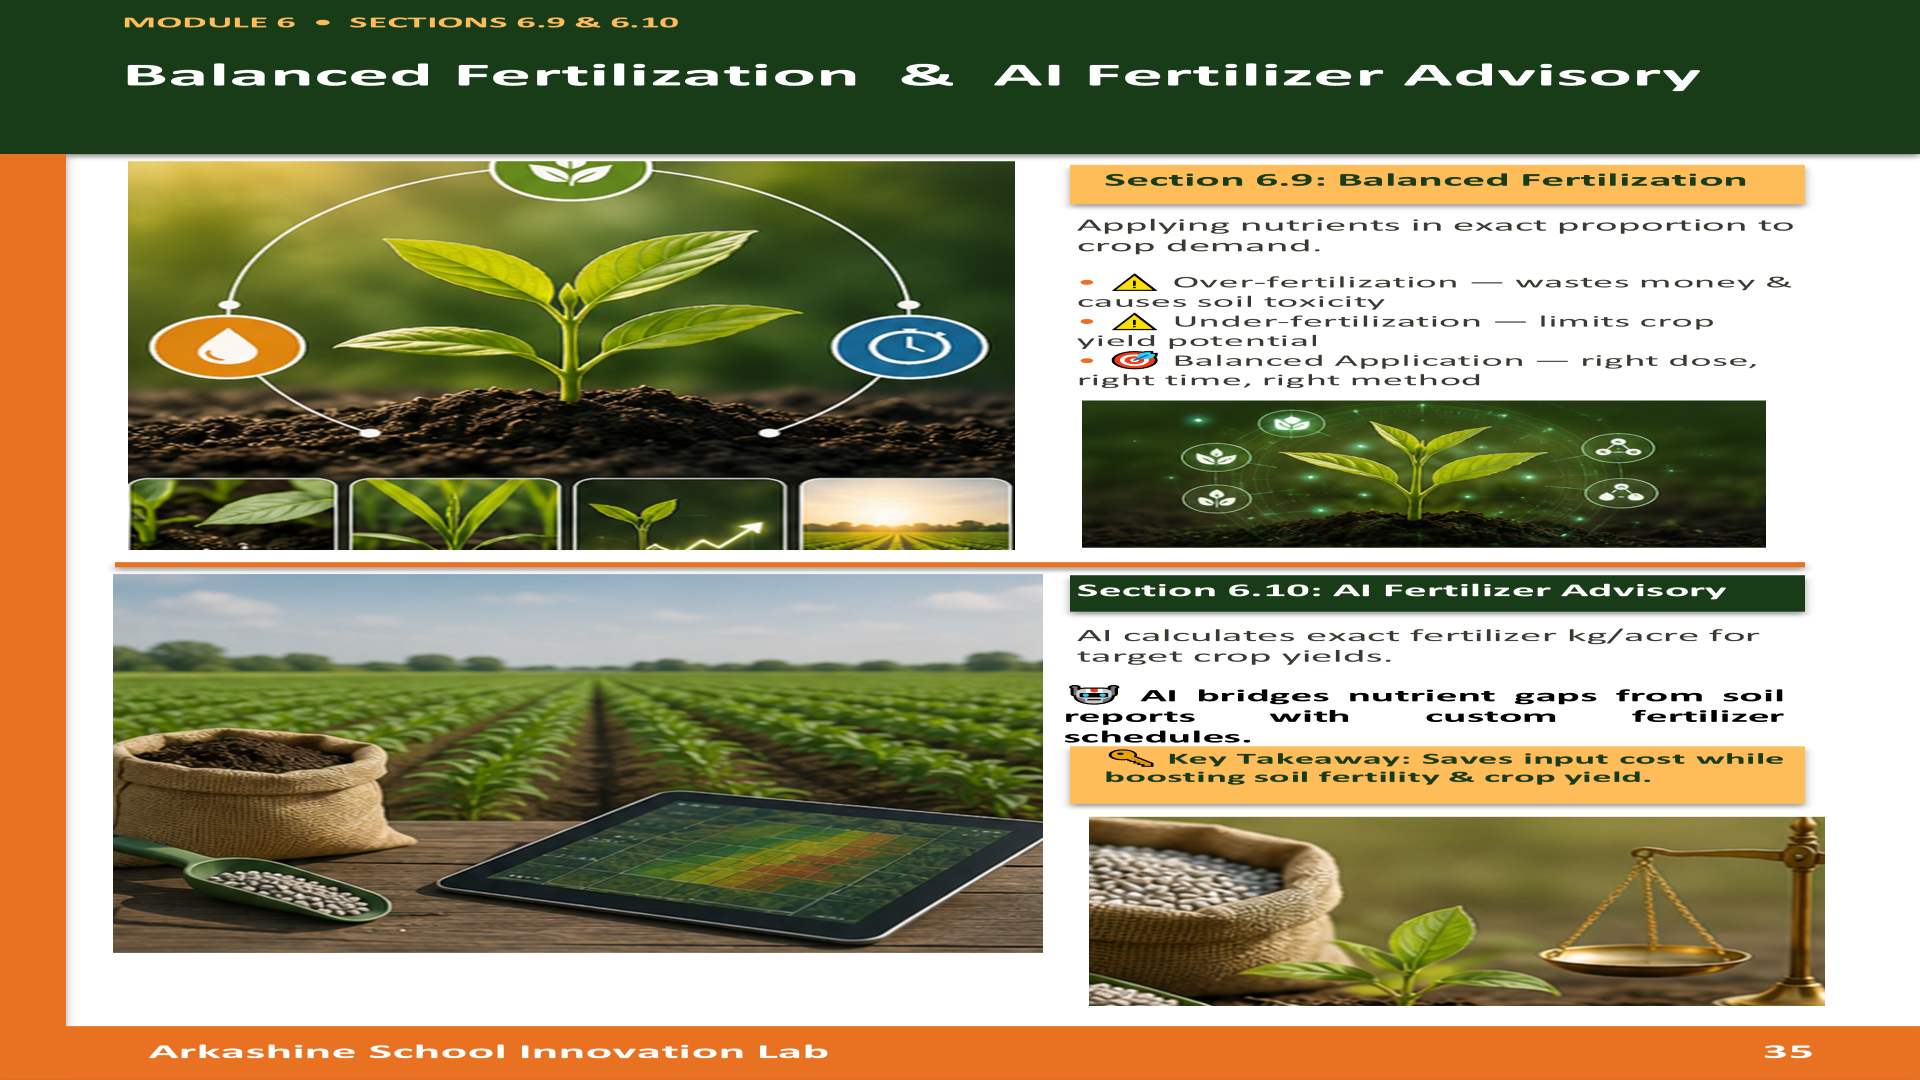 MODULE 6 • SECTIONS 6.9 & 6.10
Balanced Fertilization & AI Fertilizer Advisory
Section 6.9: Balanced Fertilization
Applying nutrients in exact proportion to
crop demand.
• ⚠️ Over-fertilization — wastes money &
causes soil toxicity
• ⚠️ Under-fertilization — limits crop
yield potential
• 🎯 Balanced Application — right dose,
right time, right method
Section 6.10: AI Fertilizer Advisory
AI calculates exact fertilizer kg/acre for
target crop yields.
🤖 AI bridges nutrient gaps from soil
reports with custom fertilizer
schedules.
🔑 Key Takeaway: Saves input cost while
boosting soil fertility & crop yield.
Arkashine School Innovation Lab
35